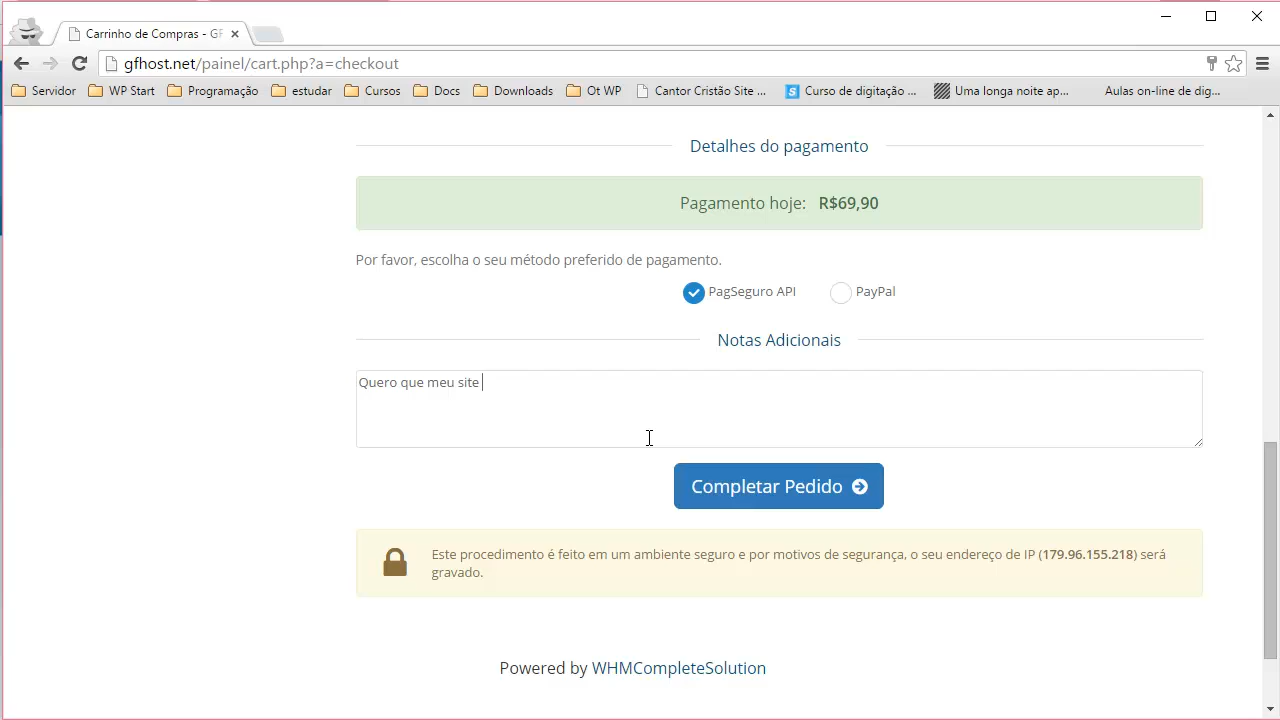 Carrinho de Compras - GF
gfhost.net/painel/cart.php?a=checkout
Servidor WP Start Programação estudar Cursos Docs Downloads Ot WP Cantor Cristão Site ... Curso de digitação ... Uma longa noite ap... Aulas on-line de dig...
Detalhes do pagamento
Pagamento hoje: R$69,90
Por favor, escolha o seu método preferido de pagamento.
PagSeguro API PayPal
Notas Adicionais
Quero que meu site
Completar Pedido
Este procedimento é feito em um ambiente seguro e por motivos de segurança, o seu endereço de IP (179.96.155.218) será
gravado.
Powered by WHMCompleteSolution